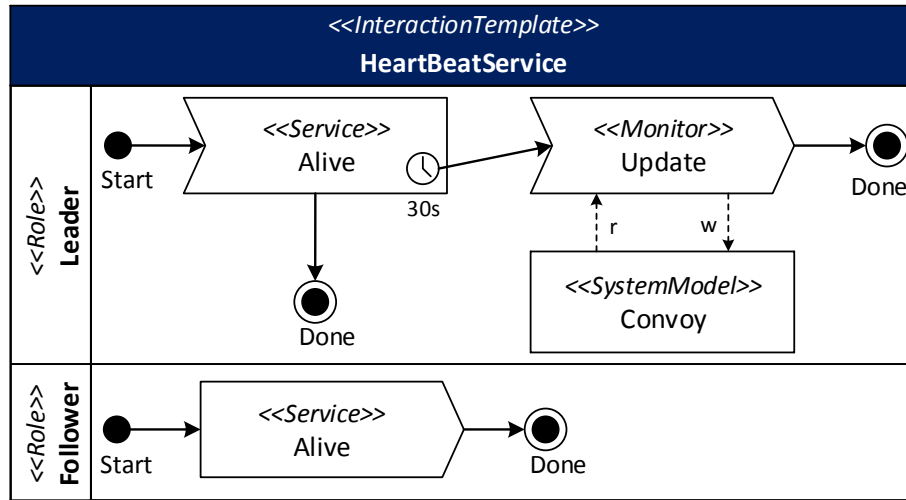 <<InteractionTemplate>>
HeartBeatService
<<Role>>
Leader
Start
<<Service>>
Alive
30s
Done
<<Monitor>>
Update
Done
r
w
<<SystemModel>>
Convoy
<<Role>>
Follower
Start
<<Service>>
Alive
Done